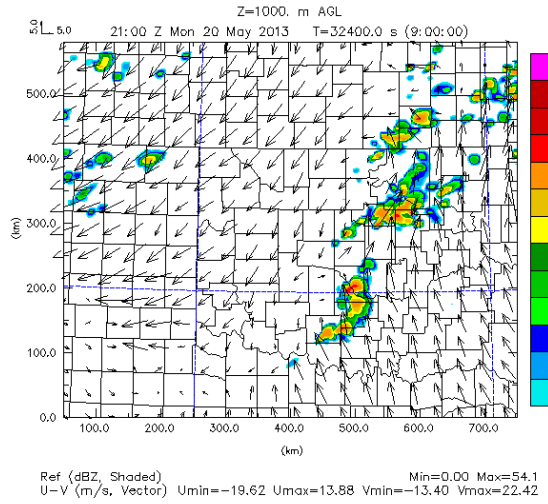 Z=1000. m AGL
5.0
5.0
21:00 Z Mon 20 May 2013 T=32400.0 s (9:00:00)
500.0
400.0
300.0
200.0
100.0
0.0
(km)
100.0 200.0 300.0 400.0 500.0 600.0 700.0
(km)
Ref (dBZ, Shaded) Min=0.00 Max=54.1
U-V (m/s, Vector) Umin=-19.62 Umax=13.88 Vmin=-13.40 Vmax=22.42